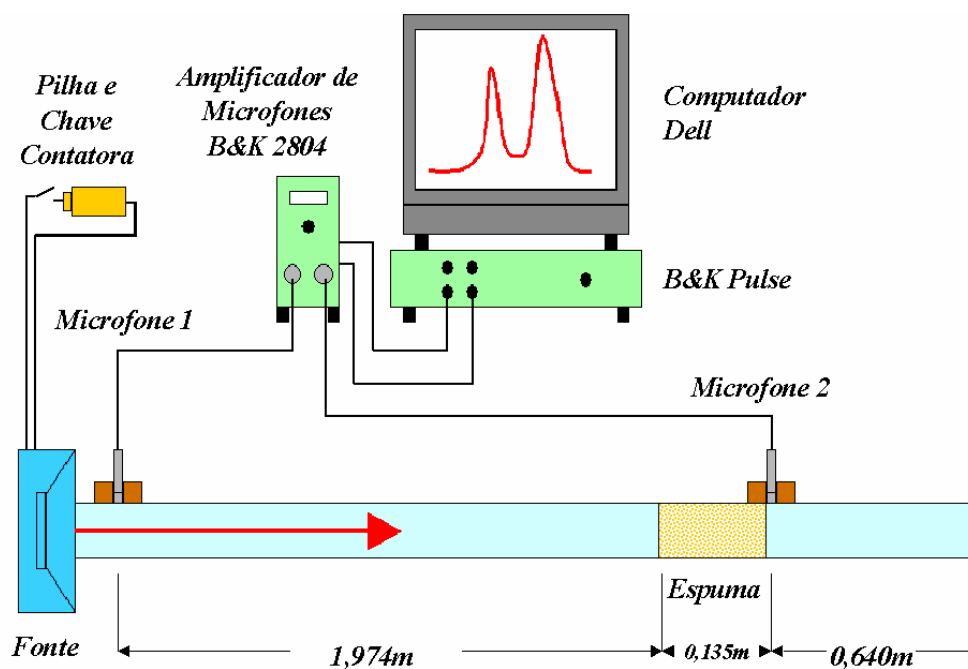 Pilha e
Chave
Contatora
Amplificador de
Microfones
B&K 2804
Computador
Dell
B&K Pulse
Microfone 1
Microfone 2
Espuma
Fonte
1,974m
0,135m
0,640m